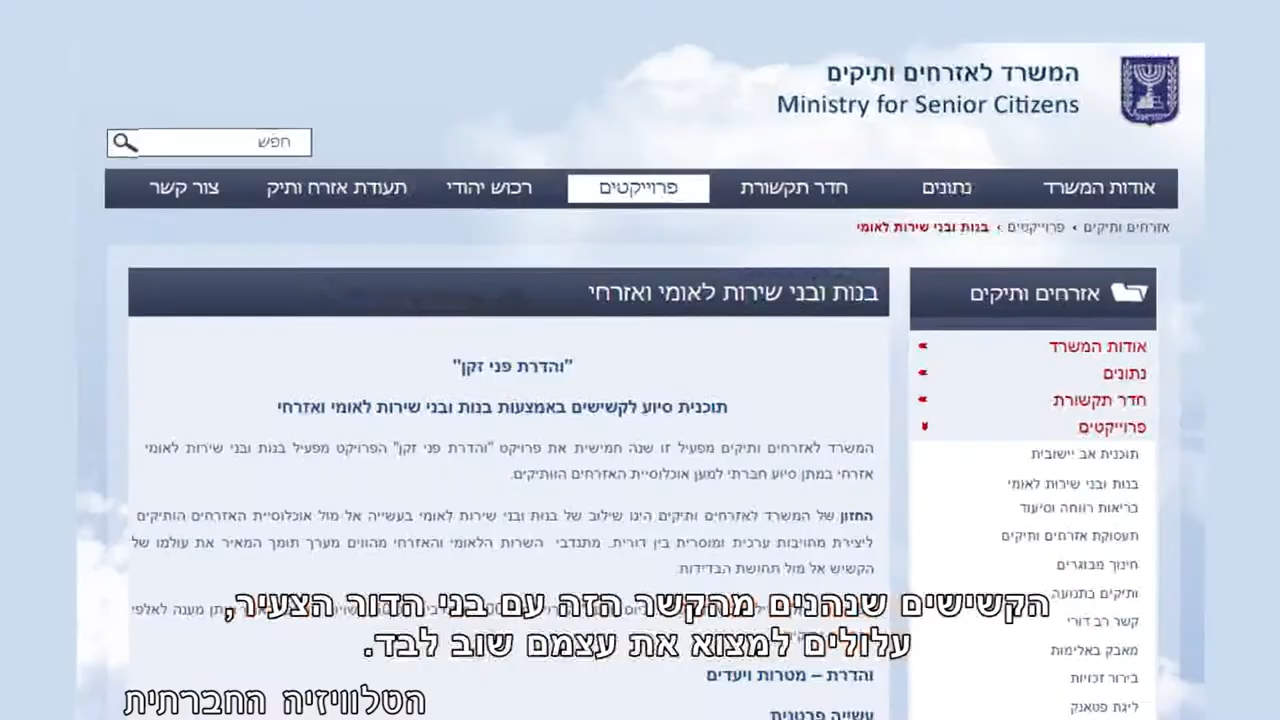 המשרד לאזרחים ותיקים
Ministry for Senior Citizens
חפש
אודות המשרד
נתונים
חדר תקשורת
פרוייקטים
רכוש יהודי
תעודת אזרח ותיק
צור קשר
אזרחים ותיקים › פרוייקטים › בנות ובני שירות לאומי
אזרחים ותיקים
אודות המשרד
נתונים
חדר תקשורת
פרוייקטים
תוכנית אב יישובית
בנות ובני שירות לאומי
בריאות רווחה וסיעוד
תעסוקת אזרחים ותיקים
חינוך מבוגרים
ותיקים בתנועה
קשר רב דורי
מאבק באלימות
בירור זכויות
ליגת פטאנק
בנות ובני שירות לאומי ואזרחי
"והדרת פני זקן"
תוכנית סיוע לקשישים באמצעות בנות ובני שירות לאומי ואזרחי
המשרד לאזרחים ותיקים מפעיל זו שנה חמישית את פרויקט "והדרת פני זקן" הפרויקט מפעיל בנות ובני שירות לאומי
אזרחי במתן סיוע חברתי למען אוכלוסיית האזרחים הוותיקים.
החזון של המשרד לאזרחים ותיקים הינו שילוב של בנות ובני שירות לאומי בעשייה אל מול אוכלוסיית האזרחים הותיקים
ליצירת מחויבות ערכית ומוסרית בין דורית. מתנדבי השרות הלאומי והאזרחי מהווים מערך תומך המאיר את עולמו של
הקשיש אל מול תחושת הבדידות.
הקשישים שנהנים מהקשר הזה עם בני הדור הצעיר,
עלולים למצוא את עצמם שוב לבד.
והדרת – מטרות ויעדים
עשייה פרטנית
הטלוויזיה החברתית